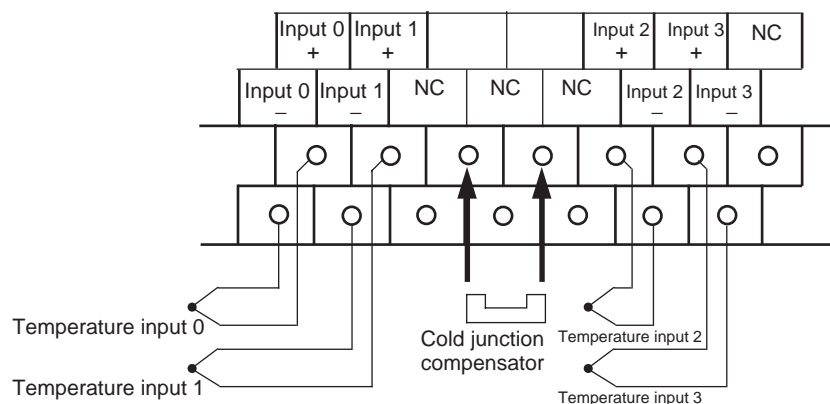 Input 0
+
Input 1
+
Input 2
+
Input 3
+
NC
Input 0
–
Input 1
–
NC
NC
NC
Input 2
–
Input 3
–
Temperature input 0
Cold junction
compensator
Temperature input 2
Temperature input 1
Temperature input 3